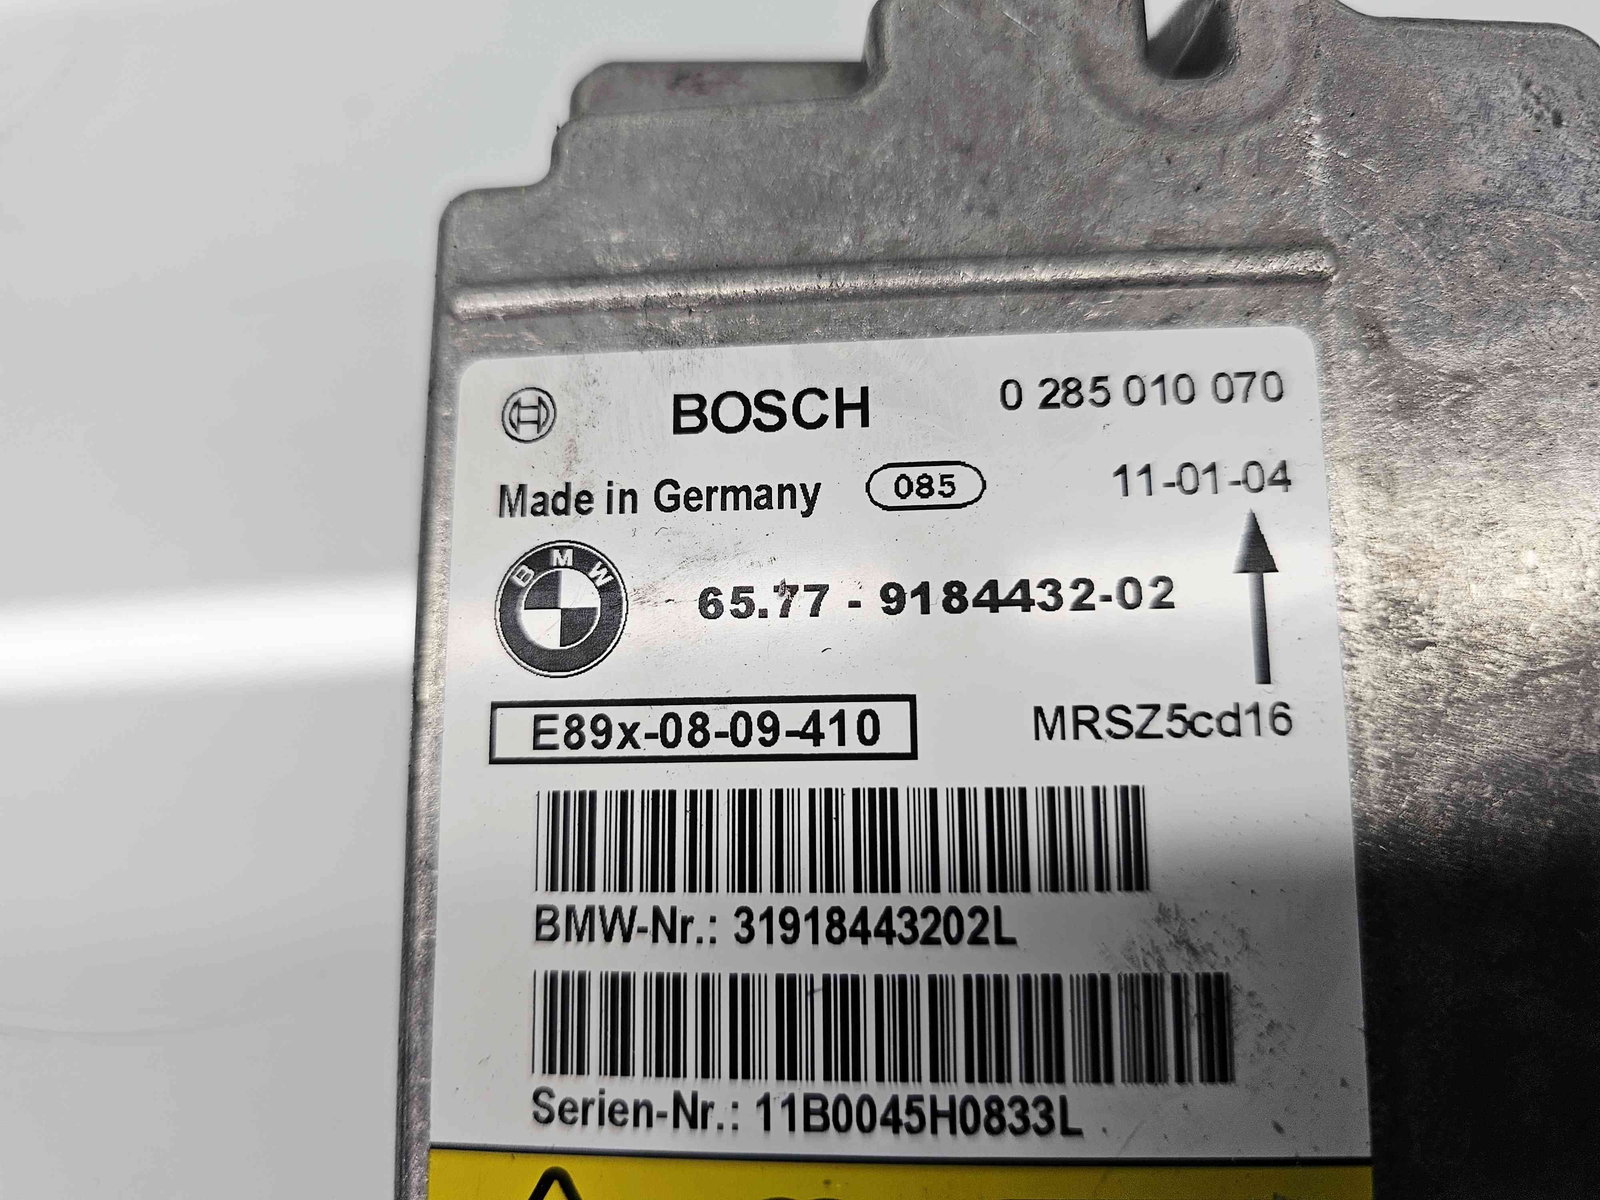 BOSCH 0 285 010 070
Made in Germany 085 11-01-04
BMW 65.77 - 9184432-02
E89x-08-09-410 MRSZ5cd16
BMW-Nr.: 31918443202L
Serien-Nr.: 11B0045H0833L